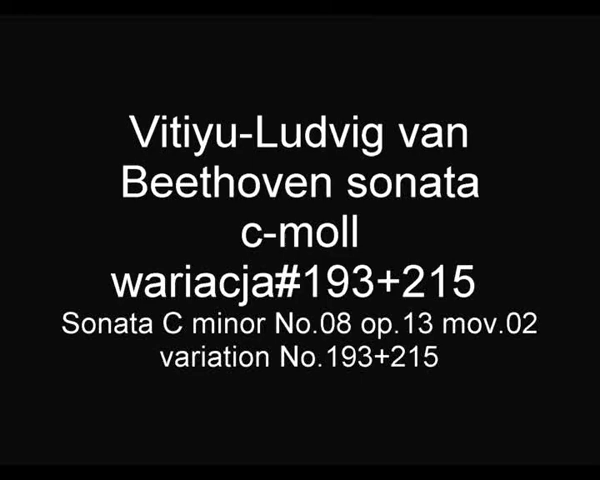 Vitiyu-Ludvig van
Beethoven sonata
c-moll
wariacja#193+215
Sonata C minor No.08 op.13 mov.02
variation No.193+215